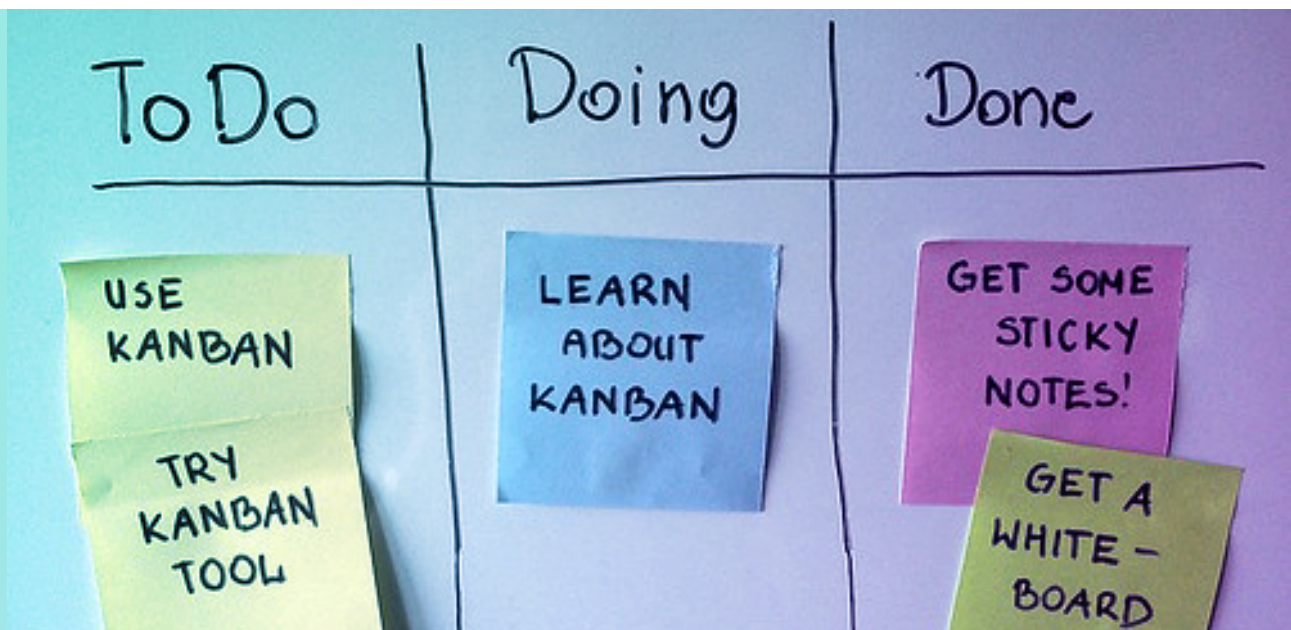 To Do
Doing
Done
USE
KANBAN
TRY
KANBAN
TOOL
LEARN
ABOUT
KANBAN
GET SOME
STICKY
NOTES!
GET A
WHITE-
BOARD